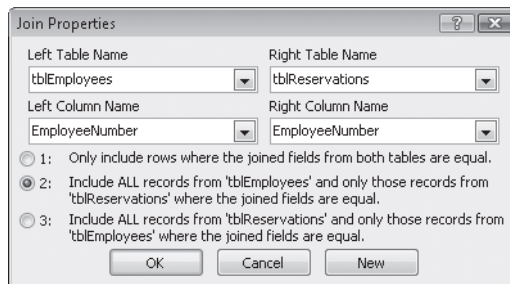 Join Properties
Left Table Name
Right Table Name
tblEmployees
tblReservations
Left Column Name
Right Column Name
EmployeeNumber
EmployeeNumber
1: Only include rows where the joined fields from both tables are equal.
2: Include ALL records from 'tblEmployees' and only those records from
'tblReservations' where the joined fields are equal.
3: Include ALL records from 'tblReservations' and only those records from
'tblEmployees' where the joined fields are equal.
OK
Cancel
New